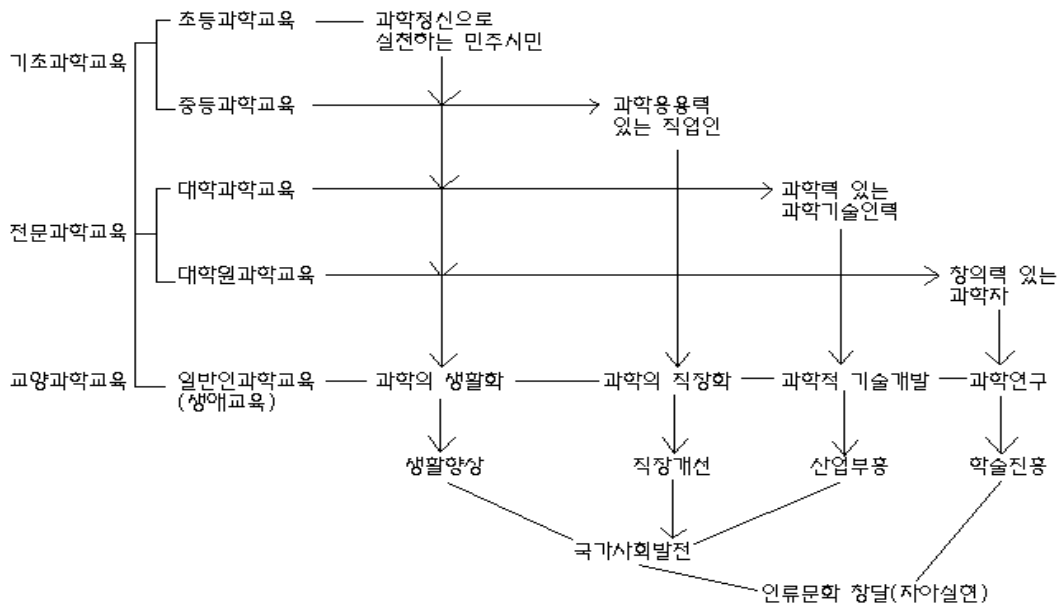 초등과학교육
과학정신으로
실천하는 민주시민
기초과학교육
중등과학교육
과학응용력
있는 직업인
대학과학교육
과학력 있는
과학기술인력
전문과학교육
대학원과학교육
창의력 있는
과학자
교양과학교육
일반인과학교육
(생애교육)
과학의 생활화
과학의 직장화
과학적 기술개발
과학연구
생활향상
직장개선
산업부흥
학술진흥
국가사회발전
인류문화 창달(자아실현)